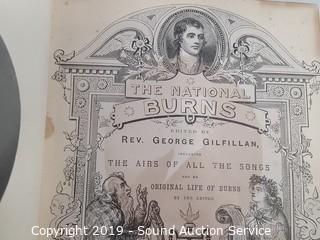 THE NATIONAL
BURNS
EDITED BY
REV. GEORGE GILFILLAN,
INCLUDING
THE AIRS OF ALL THE SONGS
AND AN
ORIGINAL LIFE OF BURNS
BY THE EDITOR
Copyright 2019 - Sound Auction Service